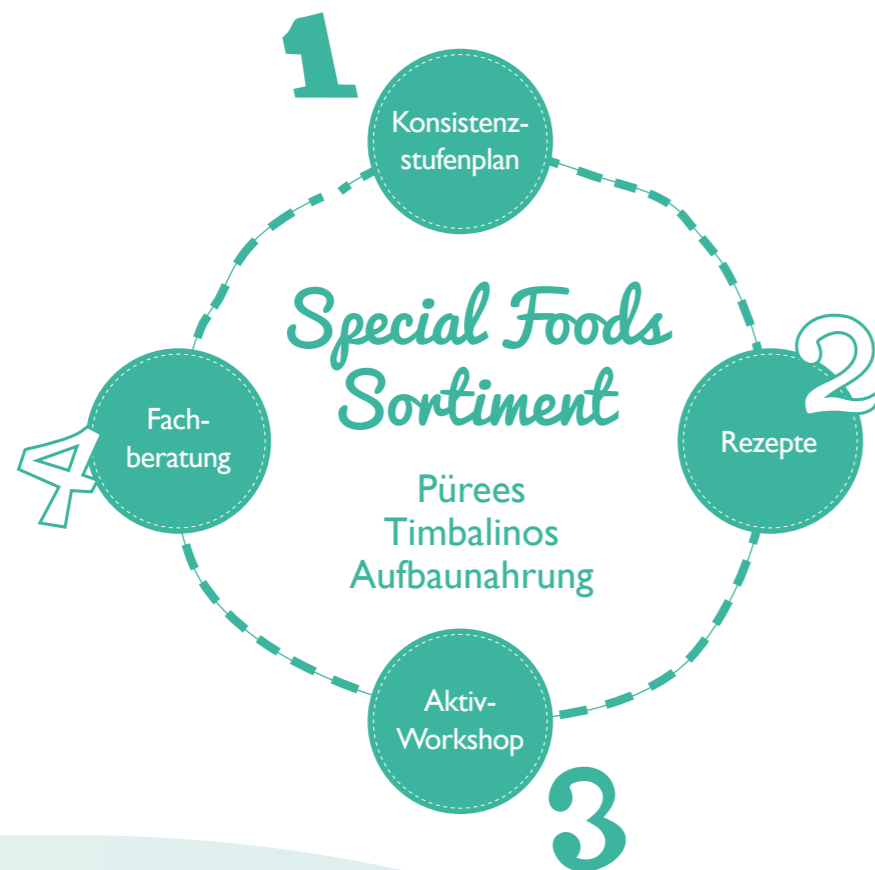 1
Konsistenz-
stufenplan
Special Foods
Sortiment
Pürees
Timbalinos
Aufbaunahrung
2
Rezepte
3
Aktiv-
Workshop
4
Fach-
beratung